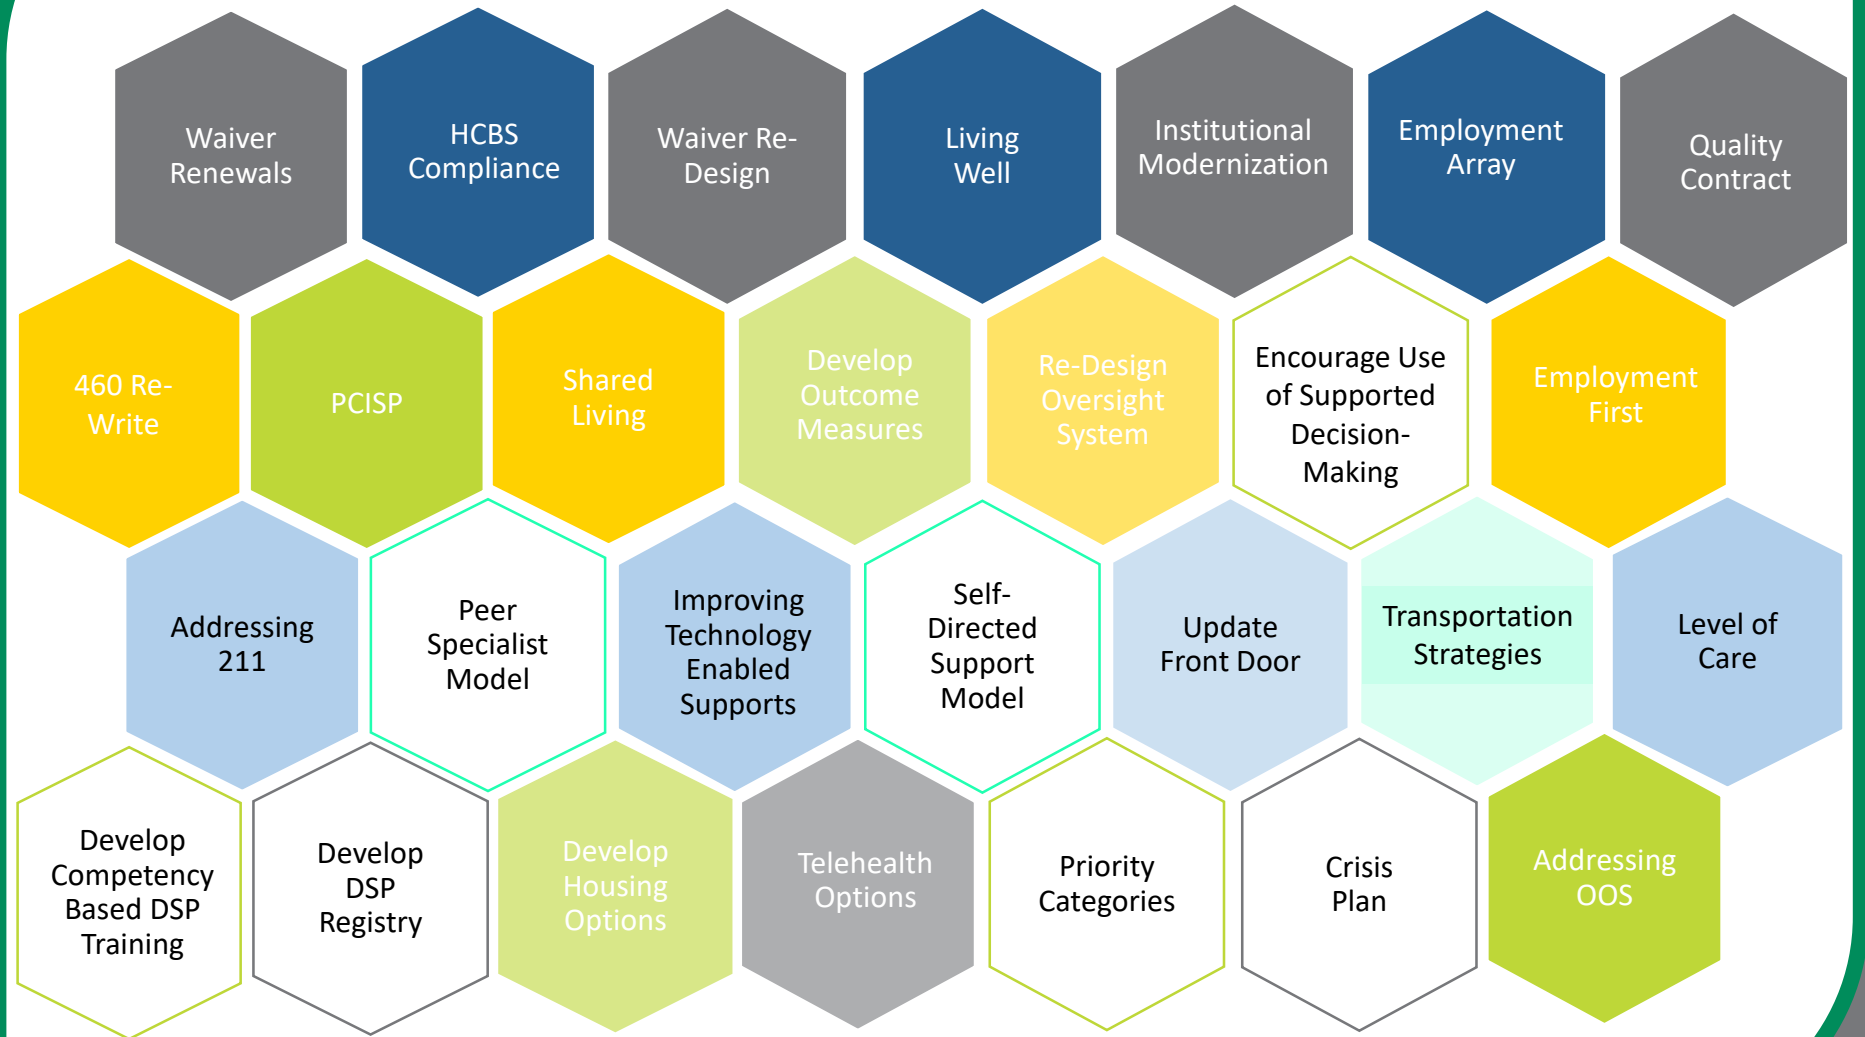 Waiver
Renewals
HCBS
Compliance
Waiver Re-
Design
Living
Well
Institutional
Modernization
Employment
Array
Quality
Contract
460 Re-
Write
PCISP
Shared
Living
Develop
Outcome
Measures
Re-Design
Oversight
System
Encourage Use
of Supported
Decision-
Making
Employment
First
Addressing
211
Peer
Specialist
Model
Improving
Technology
Enabled
Supports
Self-
Directed
Support
Model
Update
Front Door
Transportation
Strategies
Level of
Care
Develop
Competency
Based DSP
Training
Develop
DSP
Registry
Develop
Housing
Options
Telehealth
Options
Priority
Categories
Crisis
Plan
Addressing
OOS